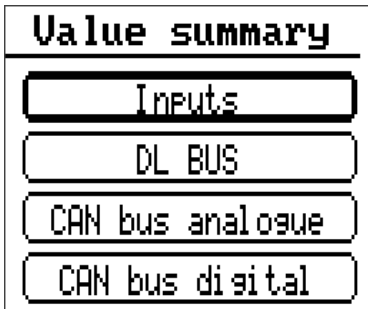 Value summary
Inputs
DL BUS
CAN bus analogue
CAN bus digital